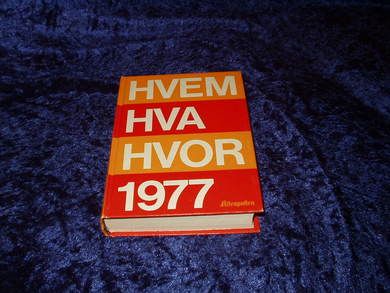 HVEM
HVA
HVOR
1977
Aftenposten